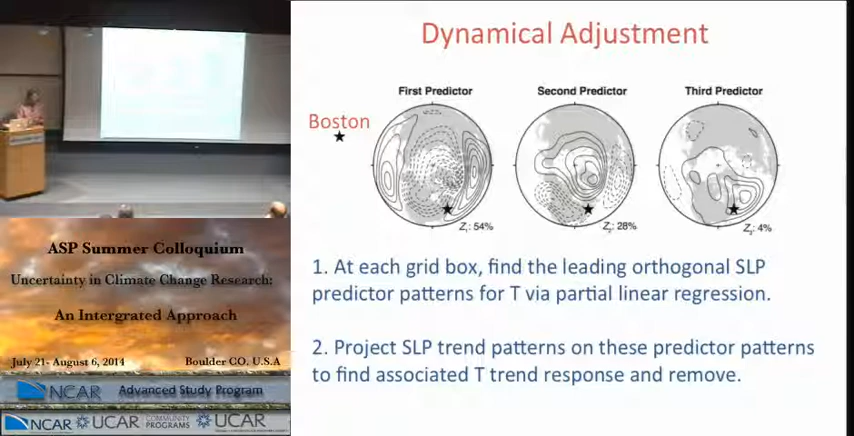 Dynamical Adjustment
First Predictor
Second Predictor
Third Predictor
Boston
Z₁: 54%
Z₂: 28%
Z₃: 4%
1. At each grid box, find the leading orthogonal SLP
predictor patterns for T via partial linear regression.
2. Project SLP trend patterns on these predictor patterns
to find associated T trend response and remove.
ASP Summer Colloquium
Uncertainty in Climate Change Research:
An Intergrated Approach
July 21- August 6, 2014 Boulder CO. U.S.A
NCAR Advanced Study Program
NCAR UCAR COMMUNITY PROGRAMS UCAR